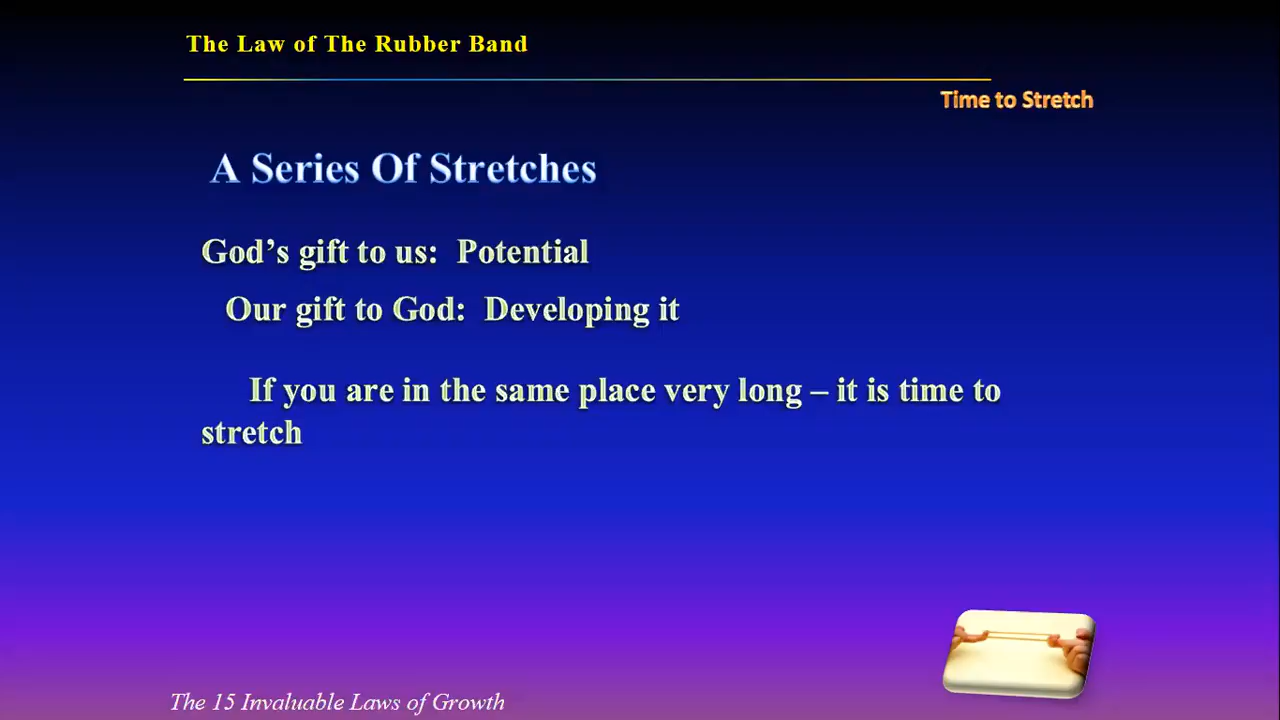 The Law of The Rubber Band
Time to Stretch
A Series Of Stretches
God’s gift to us:  Potential
Our gift to God:  Developing it
If you are in the same place very long – it is time to
stretch
The 15 Invaluable Laws of Growth